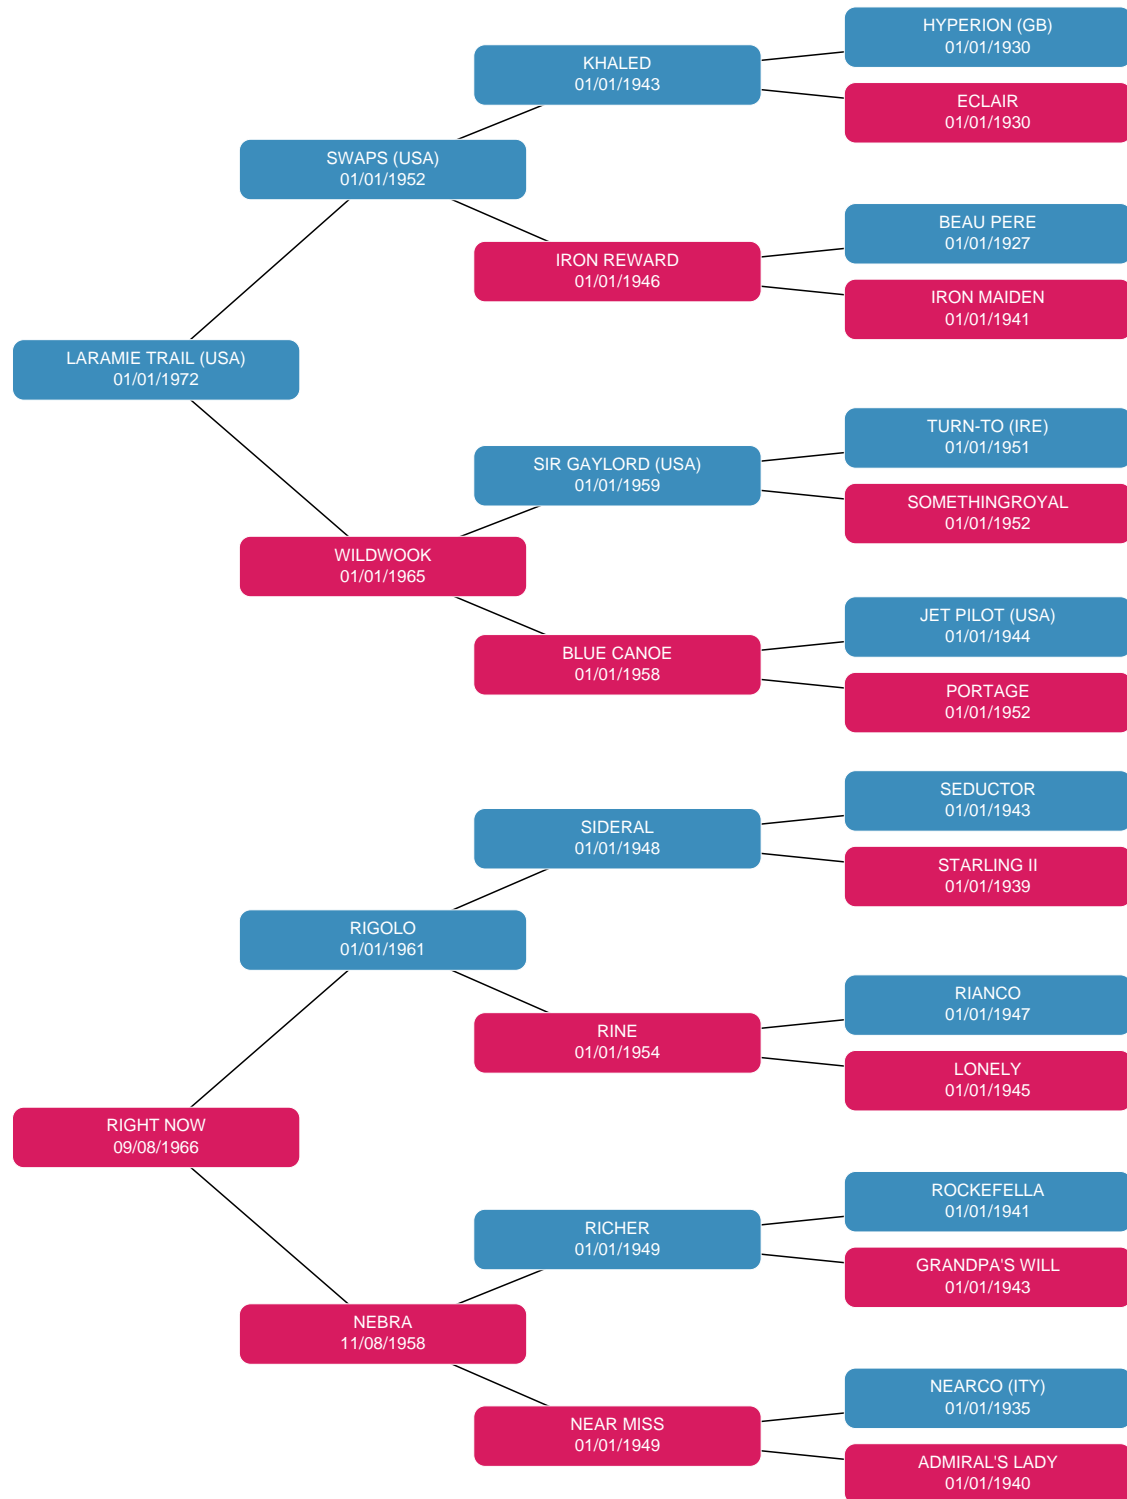 HYPERION (GB)
01/01/1930
KHALED
01/01/1943
ECLAIR
01/01/1930
SWAPS (USA)
01/01/1952
BEAU PERE
01/01/1927
IRON REWARD
01/01/1946
IRON MAIDEN
01/01/1941
LARAMIE TRAIL (USA)
01/01/1972
TURN-TO (IRE)
01/01/1951
SIR GAYLORD (USA)
01/01/1959
SOMETHINGROYAL
01/01/1952
WILDWOOK
01/01/1965
JET PILOT (USA)
01/01/1944
BLUE CANOE
01/01/1958
PORTAGE
01/01/1952
SEDUCTOR
01/01/1943
SIDERAL
01/01/1948
STARLING II
01/01/1939
RIGOLO
01/01/1961
RIANCO
01/01/1947
RINE
01/01/1954
LONELY
01/01/1945
RIGHT NOW
09/08/1966
ROCKEFELLA
01/01/1941
RICHER
01/01/1949
GRANDPA'S WILL
01/01/1943
NEBRA
11/08/1958
NEARCO (ITY)
01/01/1935
NEAR MISS
01/01/1949
ADMIRAL'S LADY
01/01/1940